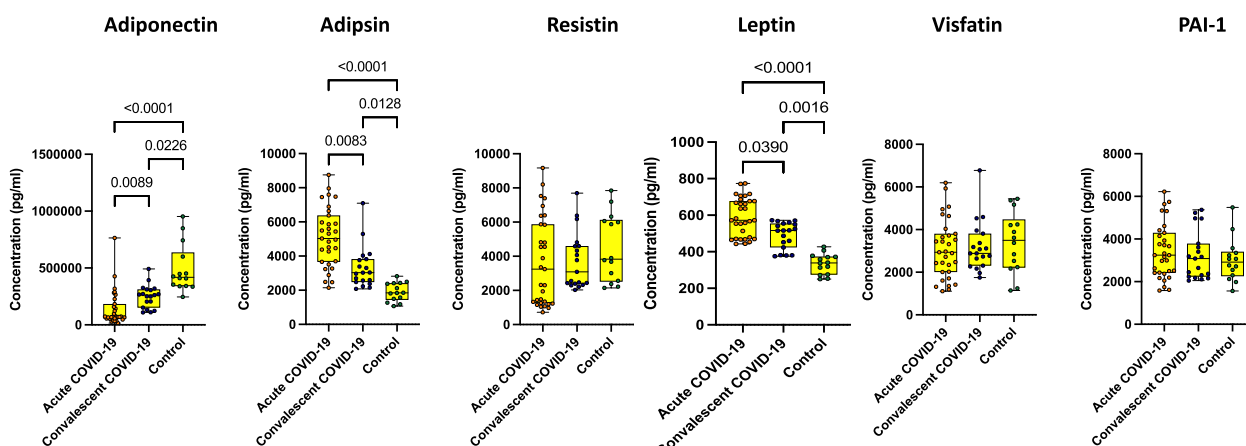 Adiponectin
Adipsin
Resistin
Leptin
Visfatin
PAI-1
<0.0001
0.0226
0.0089
Concentration (pg/ml)
1500000
1000000
500000
0
Acute COVID-19
Convalescent COVID-19
Control
<0.0001
0.0128
0.0083
Concentration (pg/ml)
10000
8000
6000
4000
2000
0
Acute COVID-19
Convalescent COVID-19
Control
Concentration (pg/ml)
10000
8000
6000
4000
2000
0
Acute COVID-19
Convalescent COVID-19
Control
<0.0001
0.0016
0.0390
Concentration (pg/ml)
1000
800
600
400
200
0
Acute COVID-19
Convalescent COVID-19
Control
Concentration (pg/ml)
8000
6000
4000
2000
0
Acute COVID-19
Convalescent COVID-19
Control
Concentration (pg/ml)
8000
6000
4000
2000
0
Acute COVID-19
Convalescent COVID-19
Control